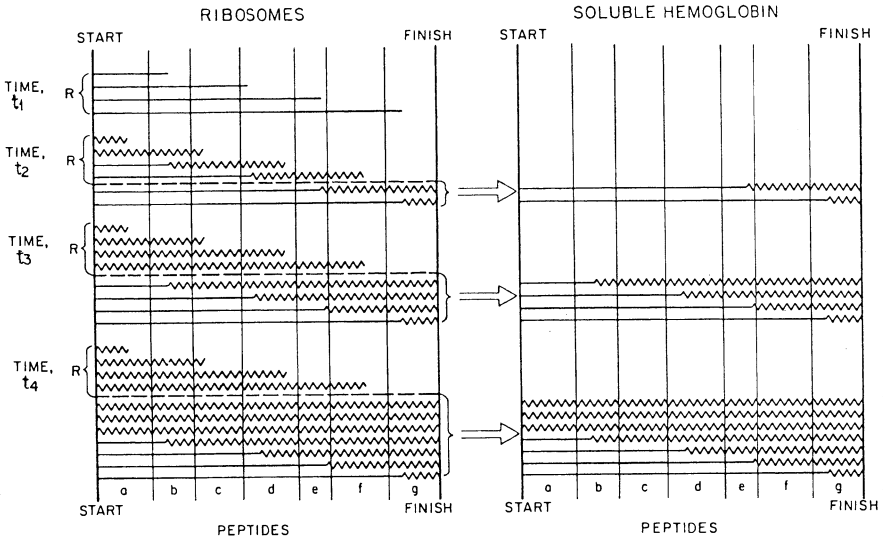 RIBOSOMES
SOLUBLE HEMOGLOBIN
START
FINISH
START
FINISH
TIME, t1
R
TIME, t2
R
TIME, t3
R
TIME, t4
R
a b c d e f g
a b c d e f g
START
FINISH
START
FINISH
PEPTIDES
PEPTIDES